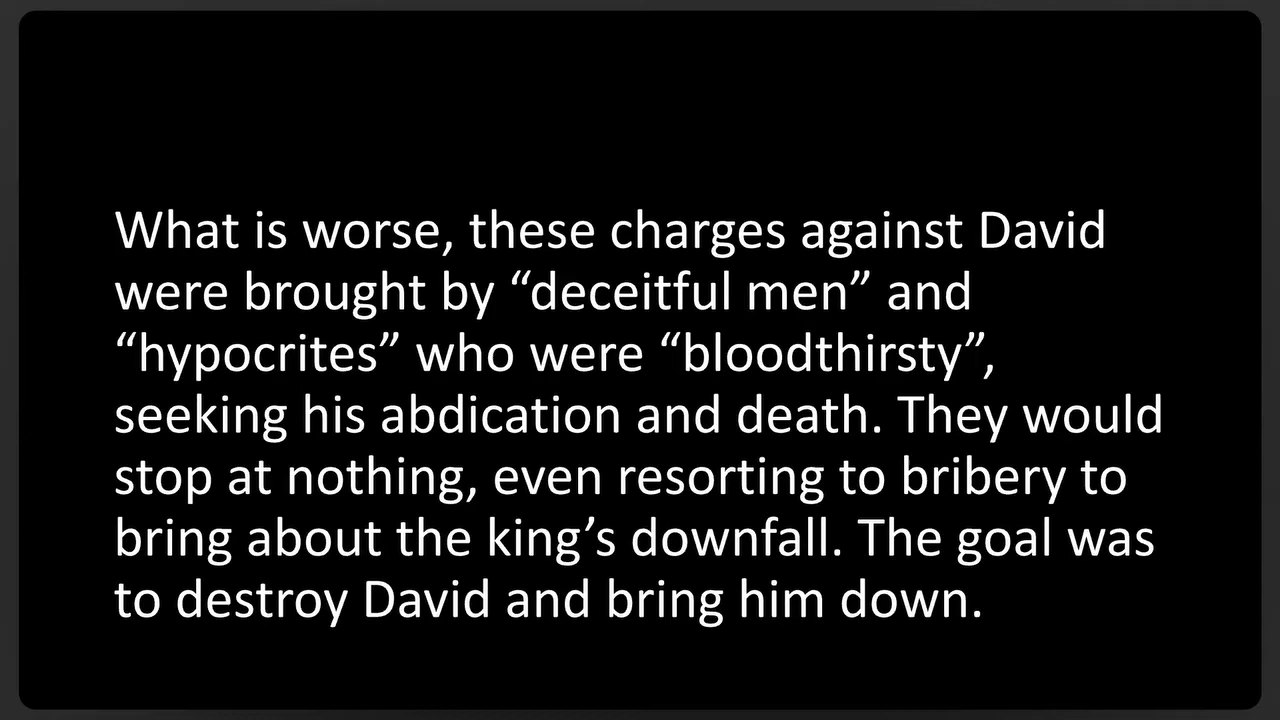 What is worse, these charges against David
were brought by “deceitful men” and
“hypocrites” who were “bloodthirsty”,
seeking his abdication and death. They would
stop at nothing, even resorting to bribery to
bring about the king’s downfall. The goal was
to destroy David and bring him down.